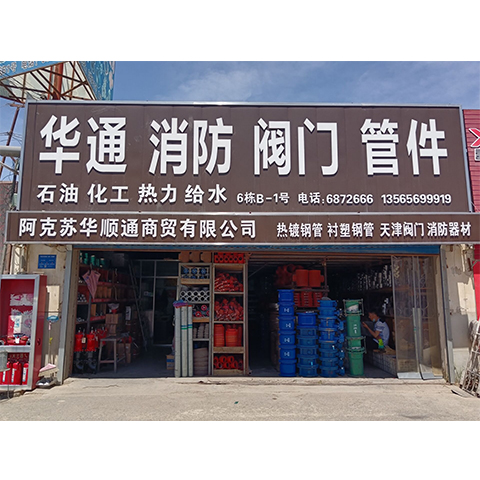 华通 消防 阀门 管件
石油 化工 热力 给水 6栋B-1号 电话:6872666 13565699919
阿克苏华顺通商贸有限公司 热镀钢管 衬塑钢管 天津阀门 消防器材